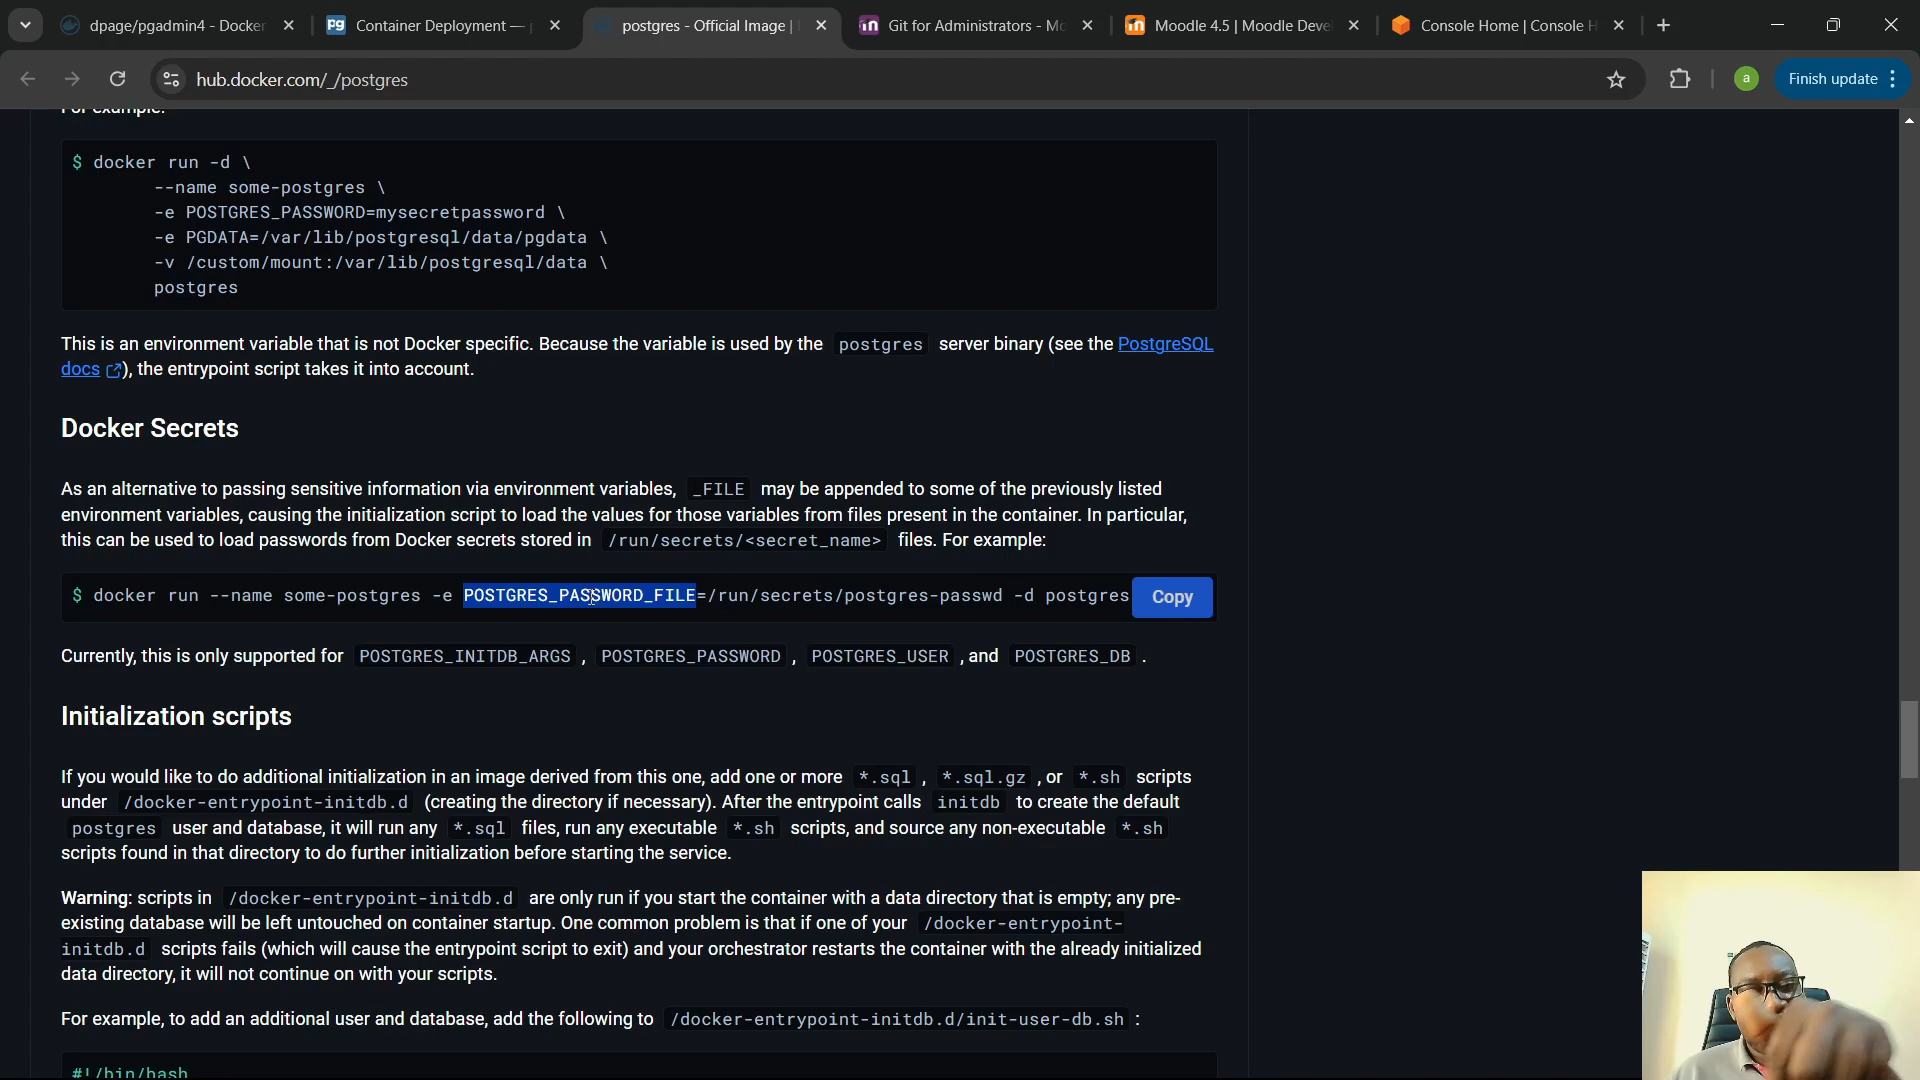 dpage/pgadmin4 - Docker
Container Deployment —
postgres - Official Image |
Git for Administrators - Mo
Moodle 4.5 | Moodle Deve
Console Home | Console H
hub.docker.com/_/postgres
a
Finish update
For example:
$ docker run -d \
--name some-postgres \
-e POSTGRES_PASSWORD=mysecretpassword \
-e PGDATA=/var/lib/postgresql/data/pgdata \
-v /custom/mount:/var/lib/postgresql/data \
postgres
This is an environment variable that is not Docker specific. Because the variable is used by the postgres server binary (see the PostgreSQL
docs ), the entrypoint script takes it into account.
Docker Secrets
As an alternative to passing sensitive information via environment variables, _FILE may be appended to some of the previously listed
environment variables, causing the initialization script to load the values for those variables from files present in the container. In particular,
this can be used to load passwords from Docker secrets stored in /run/secrets/<secret_name> files. For example:
$ docker run --name some-postgres -e POSTGRES_PASSWORD_FILE=/run/secrets/postgres-passwd -d postgres
Copy
Currently, this is only supported for POSTGRES_INITDB_ARGS , POSTGRES_PASSWORD , POSTGRES_USER , and POSTGRES_DB .
Initialization scripts
If you would like to do additional initialization in an image derived from this one, add one or more *.sql , *.sql.gz , or *.sh scripts
under /docker-entrypoint-initdb.d (creating the directory if necessary). After the entrypoint calls initdb to create the default
postgres user and database, it will run any *.sql files, run any executable *.sh scripts, and source any non-executable *.sh
scripts found in that directory to do further initialization before starting the service.
Warning: scripts in /docker-entrypoint-initdb.d are only run if you start the container with a data directory that is empty; any pre-
existing database will be left untouched on container startup. One common problem is that if one of your /docker-entrypoint-
initdb.d scripts fails (which will cause the entrypoint script to exit) and your orchestrator restarts the container with the already initialized
data directory, it will not continue on with your scripts.
For example, to add an additional user and database, add the following to /docker-entrypoint-initdb.d/init-user-db.sh :
#!/bin/bash